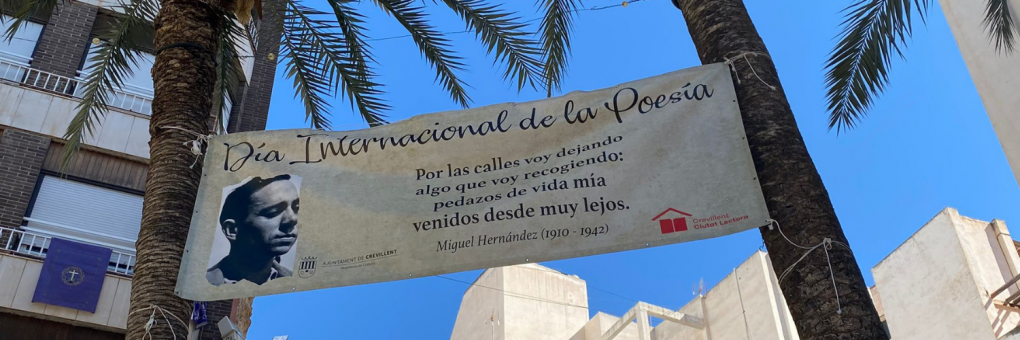 Día Internacional de la Poesía
Por las calles voy dejando
algo que voy recogiendo:
pedazos de vida mía
venidos desde muy lejos.
Miguel Hernández (1910 - 1942)
AJUNTAMENT DE CREVILLENT
Crevillent
Ciutat Lectora